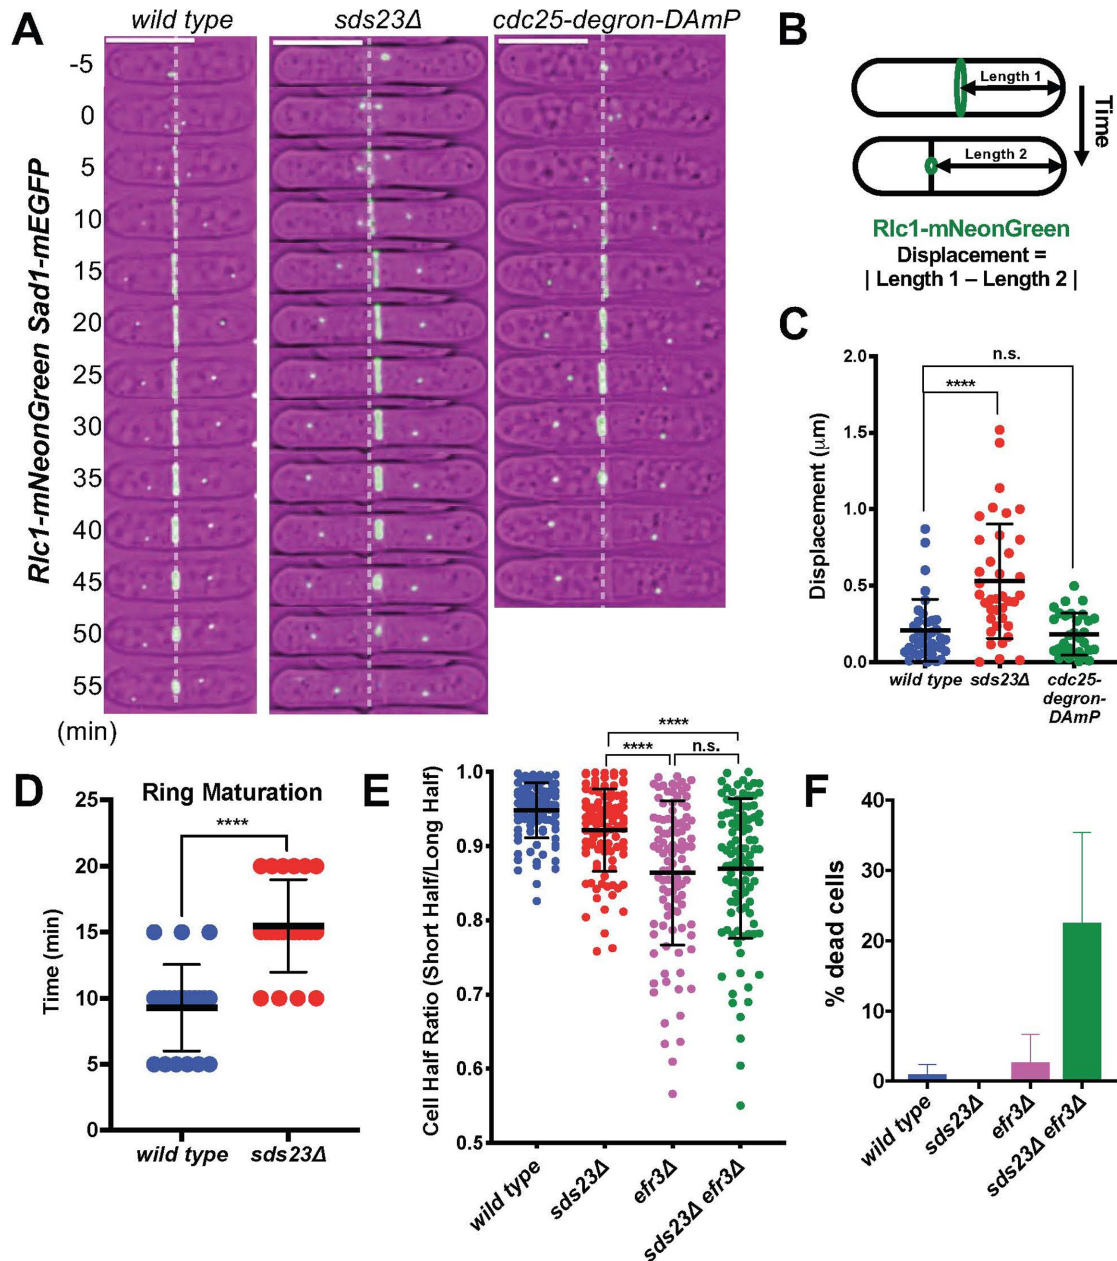 A
wild type
sds23Δ
cdc25-degron-DAmP
Rlc1-mNeonGreen Sad1-mEGFP
-5
0
5
10
15
20
25
30
35
40
45
50
55
(min)
B
Length 1
Length 2
Time
Rlc1-mNeonGreen
Displacement =
| Length 1 – Length 2 |
C
n.s.
****
Displacement (μm)
2.0
1.5
1.0
0.5
0.0
wild type
sds23Δ
cdc25-
degron-
DAmP
D
Ring Maturation
****
Time (min)
25
20
15
10
5
0
wild type
sds23Δ
E
****
****
n.s.
Cell Half Ratio (Short Half/Long Half)
1.0
0.9
0.8
0.7
0.6
0.5
wild type
sds23Δ
efr3Δ
sds23Δ efr3Δ
F
% dead cells
40
30
20
10
0
wild type
sds23Δ
efr3Δ
sds23Δ efr3Δ